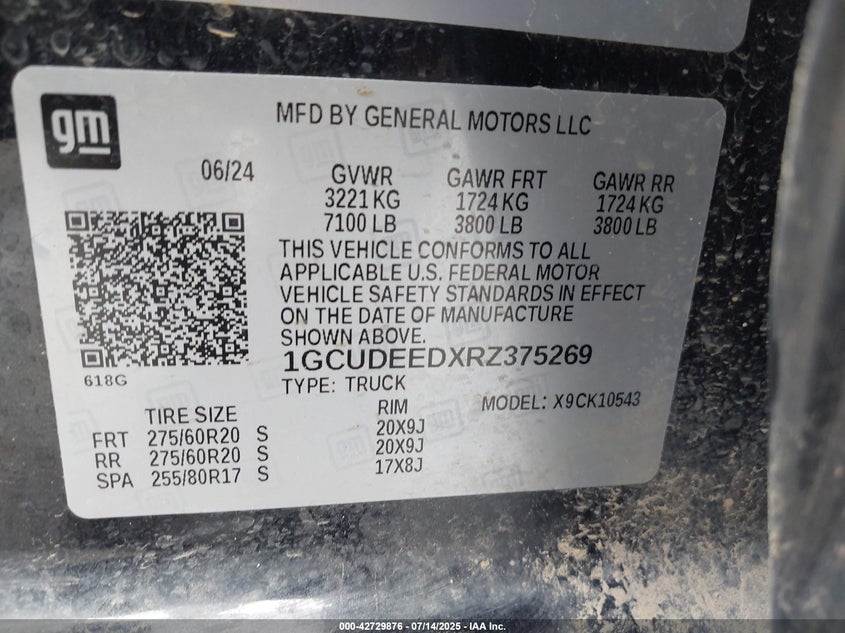 gm
MFD BY GENERAL MOTORS LLC
06/24
GVWR GAWR FRT GAWR RR
3221 KG 1724 KG 1724 KG
7100 LB 3800 LB 3800 LB
THIS VEHICLE CONFORMS TO ALL
APPLICABLE U.S. FEDERAL MOTOR
VEHICLE SAFETY STANDARDS IN EFFECT
ON THE DATE OF MANUFACTURE
SHOWN ABOVE.
1GCUDEEDXRZ375269
618G
TYPE: TRUCK
TIRE SIZE RIM MODEL: X9CK10543
FRT 275/60R20 S 20X9J
RR 275/60R20 S 20X9J
SPA 255/80R17 S 17X8J
000-42729876 - 07/14/2025 - IAA Inc.